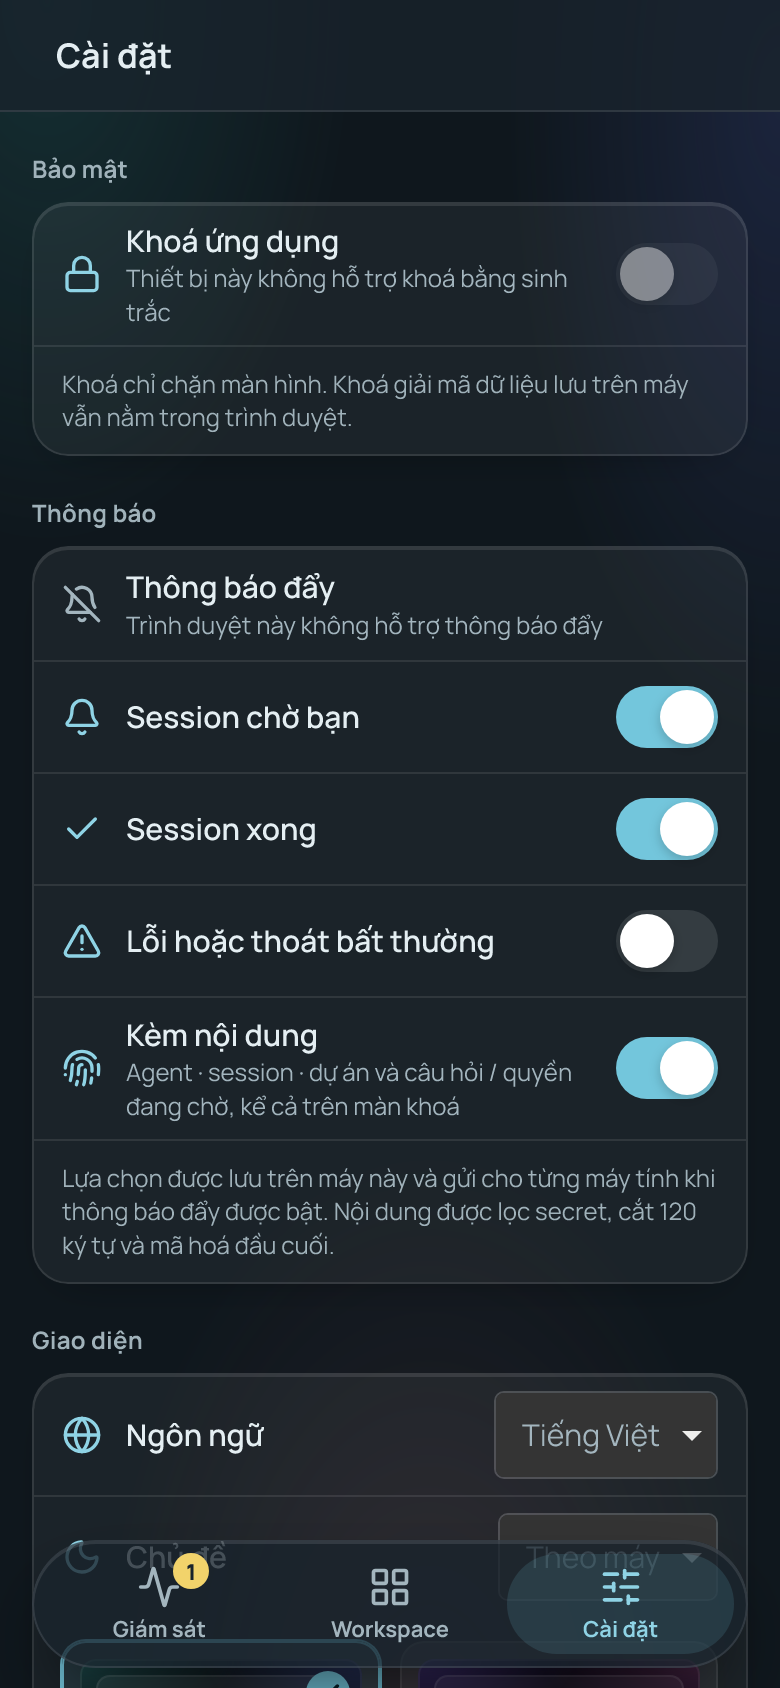 Cài đặt
Bảo mật
Khoá ứng dụng
Thiết bị này không hỗ trợ khoá bằng sinh
trắc
Khoá chỉ chặn màn hình. Khoá giải mã dữ liệu lưu trên máy
vẫn nằm trong trình duyệt.
Thông báo
Thông báo đẩy
Trình duyệt này không hỗ trợ thông báo đẩy
Session chờ bạn
Session xong
Lỗi hoặc thoát bất thường
Kèm nội dung
Agent · session · dự án và câu hỏi / quyền
đang chờ, kể cả trên màn khoá
Lựa chọn được lưu trên máy này và gửi cho từng máy tính khi
thông báo đẩy được bật. Nội dung được lọc secret, cắt 120
ký tự và mã hoá đầu cuối.
Giao diện
Ngôn ngữ
Tiếng Việt
Chủ đề
Theo máy
1
Giám sát
Workspace
Cài đặt